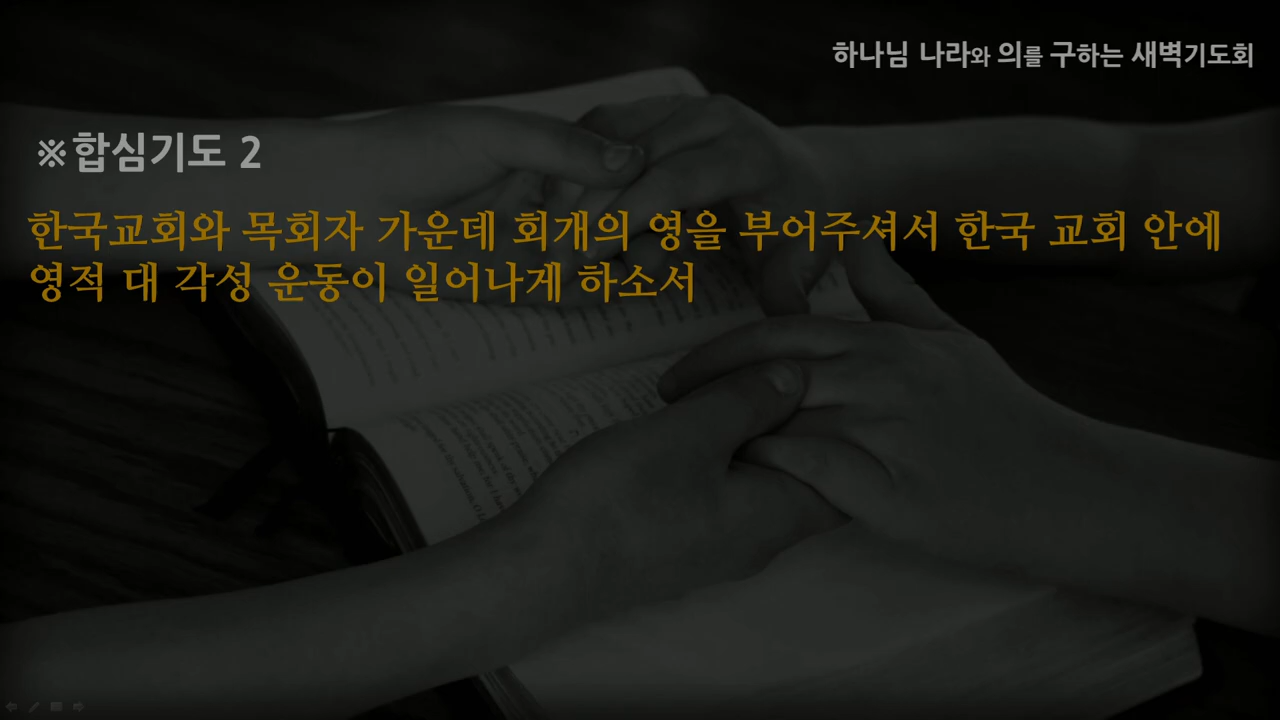 하나님 나라와 의를 구하는 새벽기도회
※합심기도 2
한국교회와 목회자 가운데 회개의 영을 부어주셔서 한국 교회 안에
영적 대 각성 운동이 일어나게 하소서